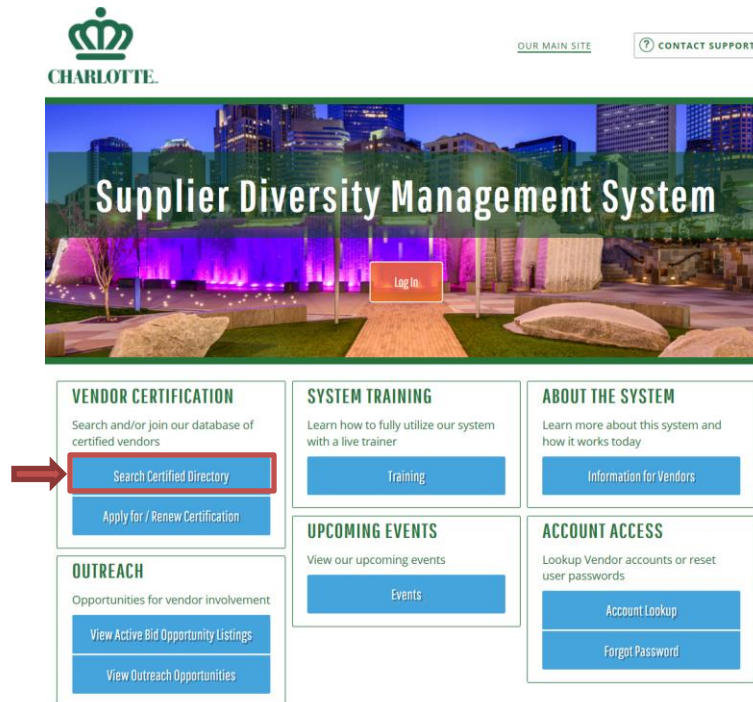 CHARLOTTE.
OUR MAIN SITE
? CONTACT SUPPORT
Supplier Diversity Management System
Log In
VENDOR CERTIFICATION
Search and/or join our database of
certified vendors
Search Certified Directory
Apply for / Renew Certification
OUTREACH
Opportunities for vendor involvement
View Active Bid Opportunity Listings
View Outreach Opportunities
SYSTEM TRAINING
Learn how to fully utilize our system
with a live trainer
Training
UPCOMING EVENTS
View our upcoming events
Events
ABOUT THE SYSTEM
Learn more about this system and
how it works today
Information for Vendors
ACCOUNT ACCESS
Lookup Vendor accounts or reset
user passwords
Account Lookup
Forgot Password